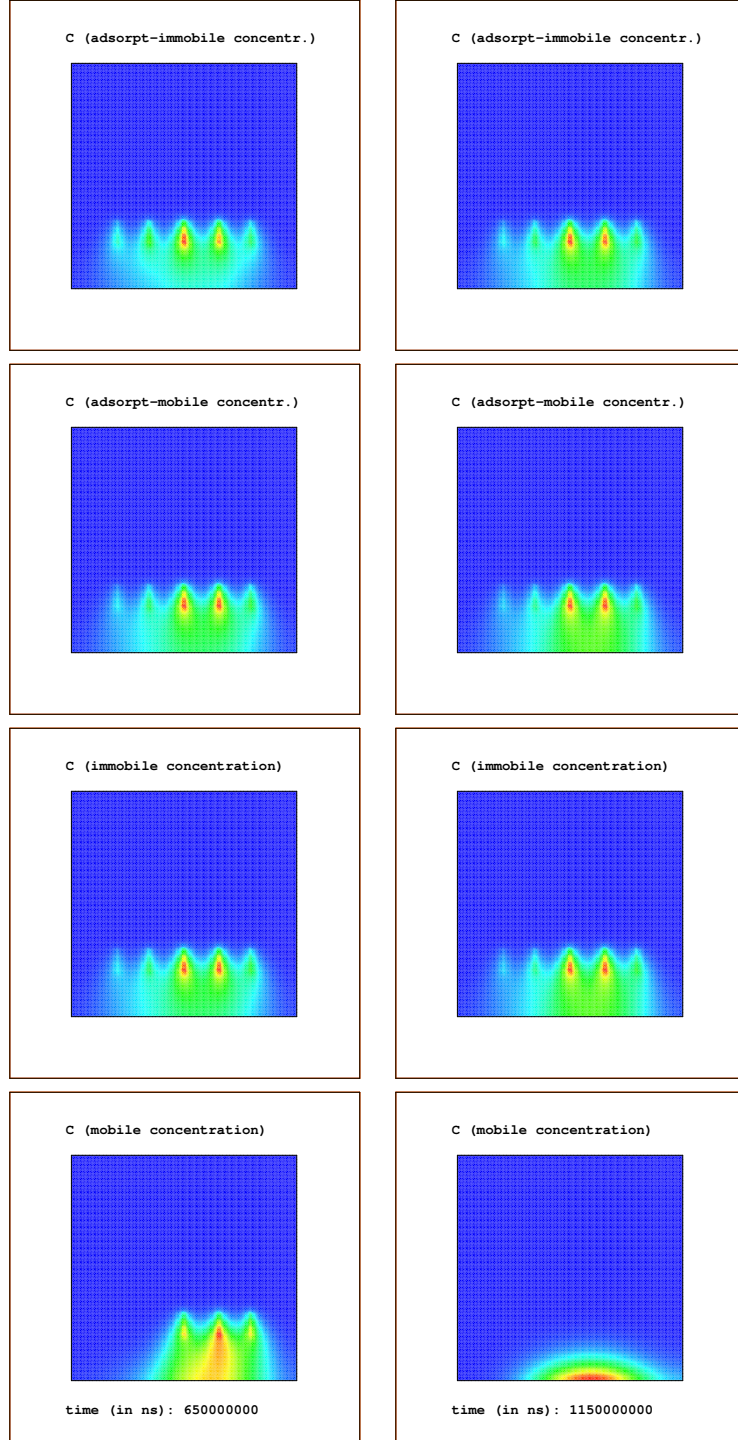 C (adsorpt-immobile concentr.)
C (adsorpt-immobile concentr.)
C (adsorpt-mobile concentr.)
C (adsorpt-mobile concentr.)
C (immobile concentration)
C (immobile concentration)
C (mobile concentration)
C (mobile concentration)
time (in ns): 650000000
time (in ns): 1150000000